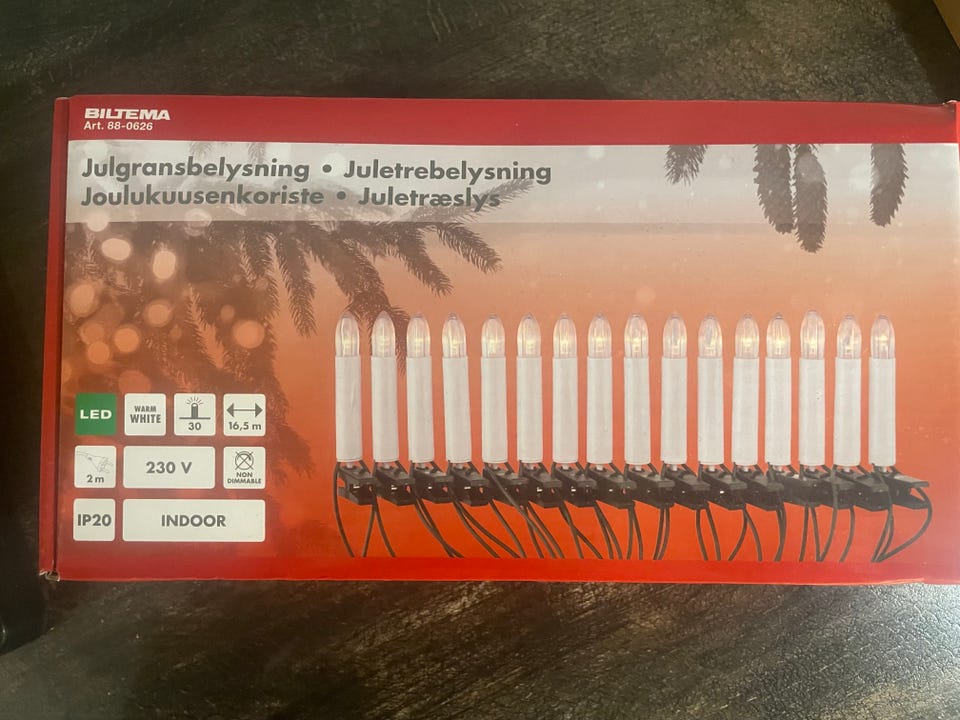 BILTEMA
Art. 88-0626
Julgransbelysning • Juletrebelysning
Joulukuusenkoriste • Juletræslys
LED
WARM
WHITE
30
16,5 m
2 m
230 V
NON
DIMMABLE
IP20
INDOOR